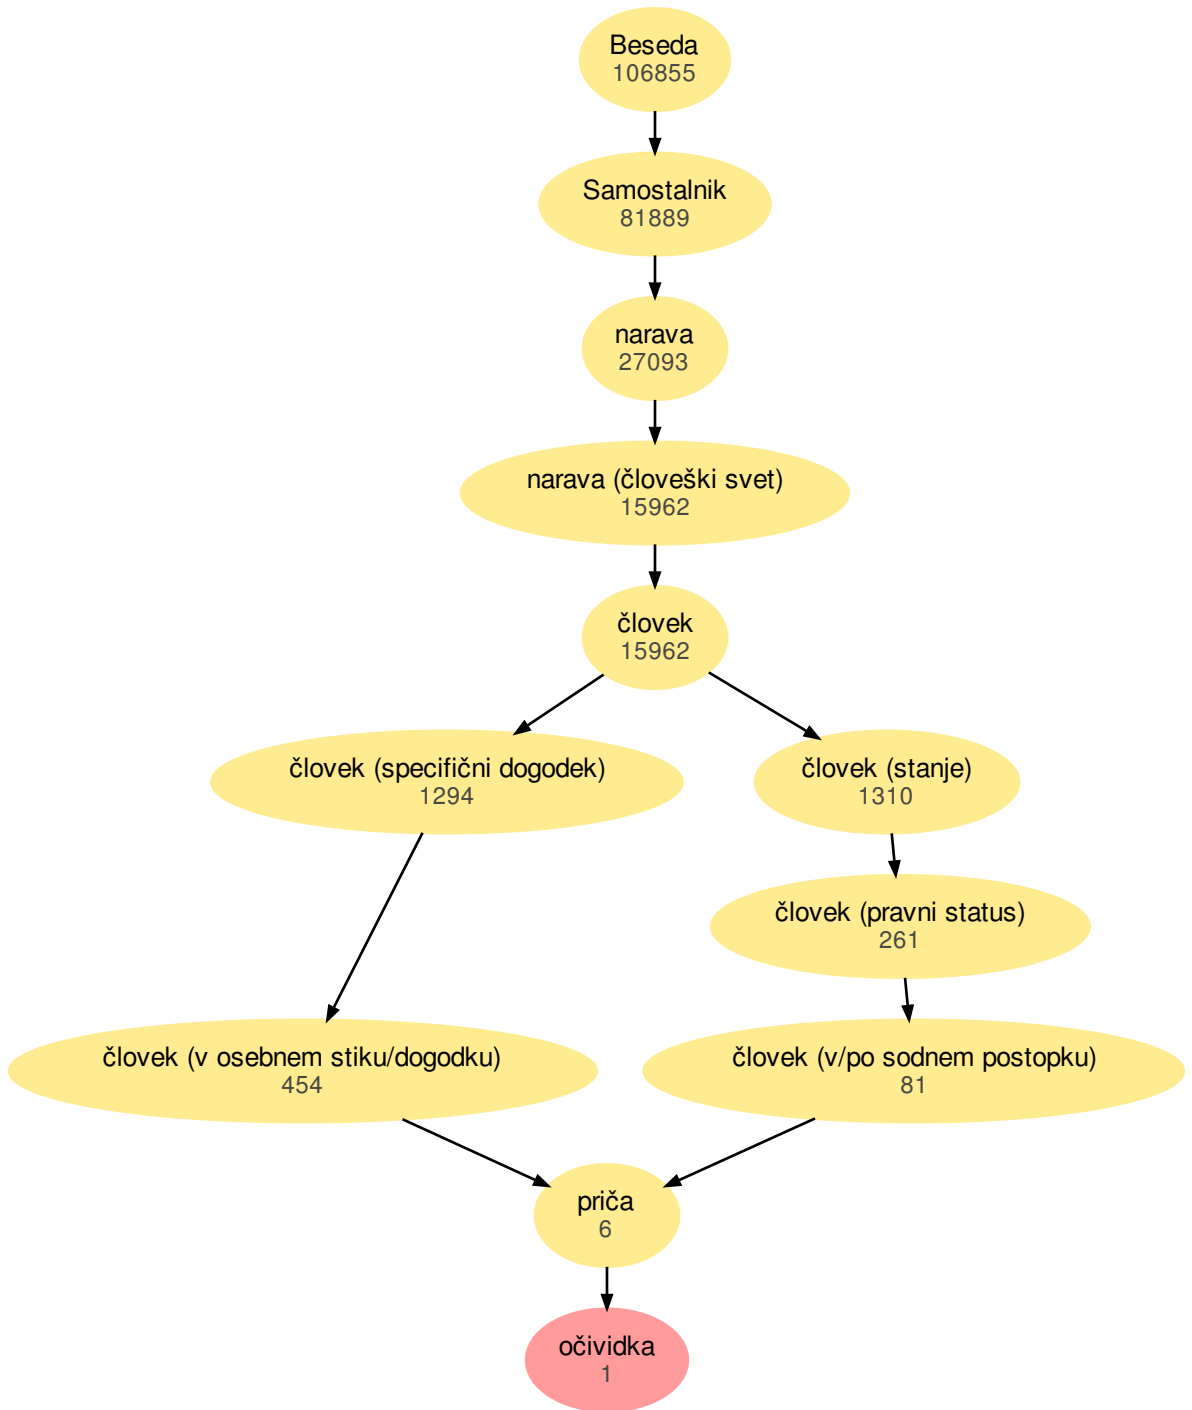 Beseda
106855
Samostalnik
81889
narava
27093
narava (človeški svet)
15962
človek
15962
človek (specifični dogodek)
1294
človek (stanje)
1310
človek (pravni status)
261
človek (v osebnem stiku/dogodku)
454
človek (v/po sodnem postopku)
81
priča
6
očividka
1